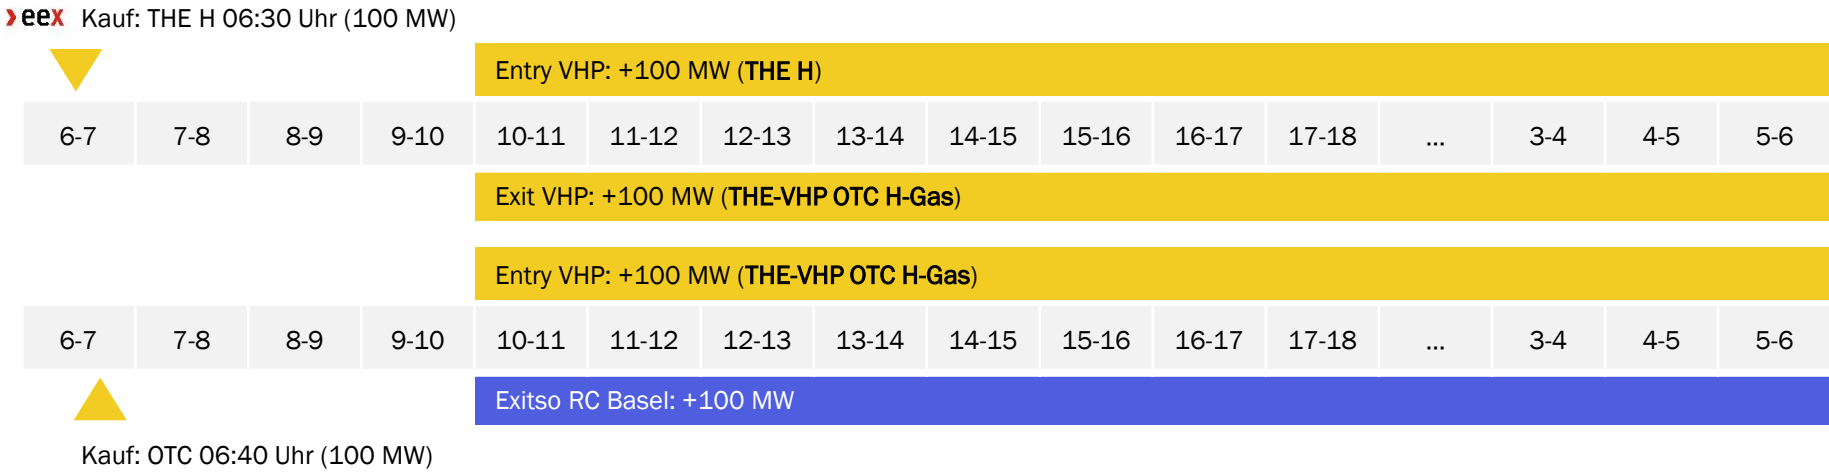 eex Kauf: THE H 06:30 Uhr (100 MW)
Entry VHP: +100 MW (THE H)
6-7 7-8 8-9 9-10 10-11 11-12 12-13 13-14 14-15 15-16 16-17 17-18 ... 3-4 4-5 5-6
Exit VHP: +100 MW (THE-VHP OTC H-Gas)
Entry VHP: +100 MW (THE-VHP OTC H-Gas)
6-7 7-8 8-9 9-10 10-11 11-12 12-13 13-14 14-15 15-16 16-17 17-18 ... 3-4 4-5 5-6
Exitso RC Basel: +100 MW
Kauf: OTC 06:40 Uhr (100 MW)